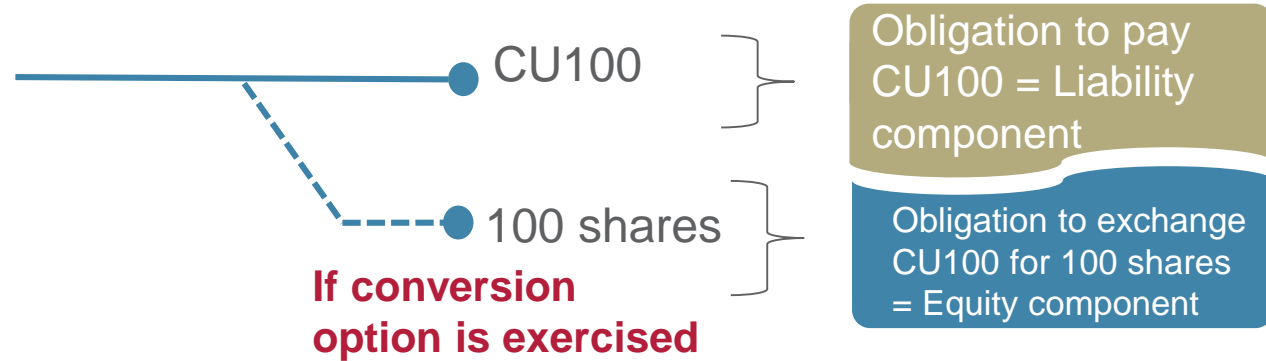 CU100
100 shares
If conversion
option is exercised
Obligation to pay
CU100 = Liability
component
Obligation to exchange
CU100 for 100 shares
= Equity component